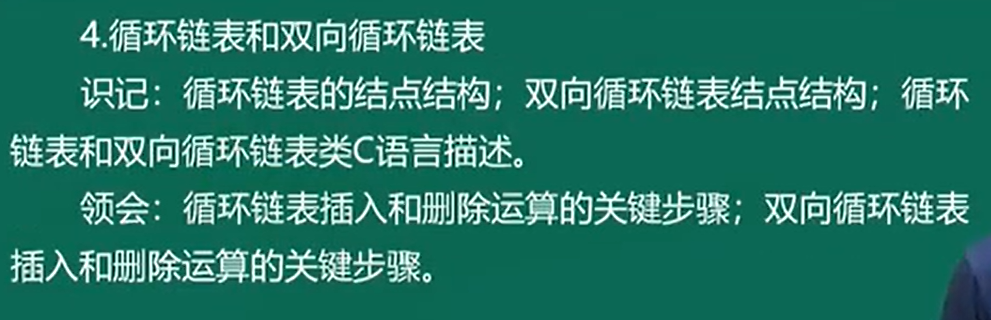 4.循环链表和双向循环链表
识记：循环链表的结点结构；双向循环链表结点结构；循环
链表和双向循环链表类C语言描述。
领会：循环链表插入和删除运算的关键步骤；双向循环链表
插入和删除运算的关键步骤。